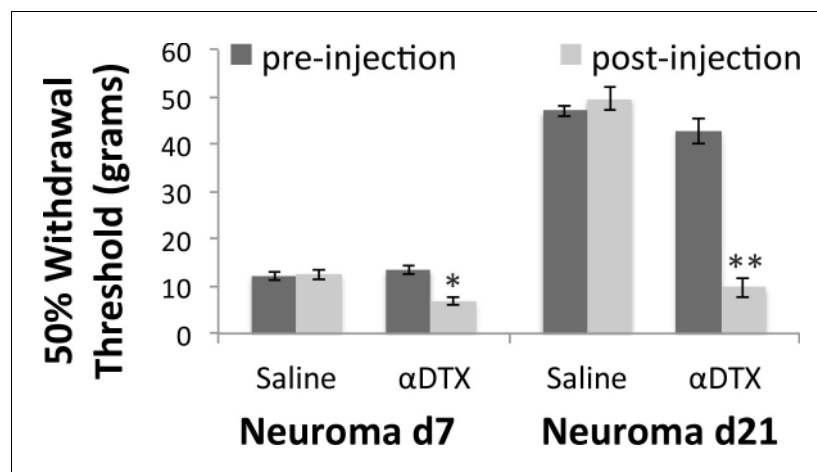 50% Withdrawal
Threshold (grams)
60
50
40
30
20
10
0
pre-injection
post-injection
*
**
Saline
αDTX
Saline
αDTX
Neuroma d7
Neuroma d21